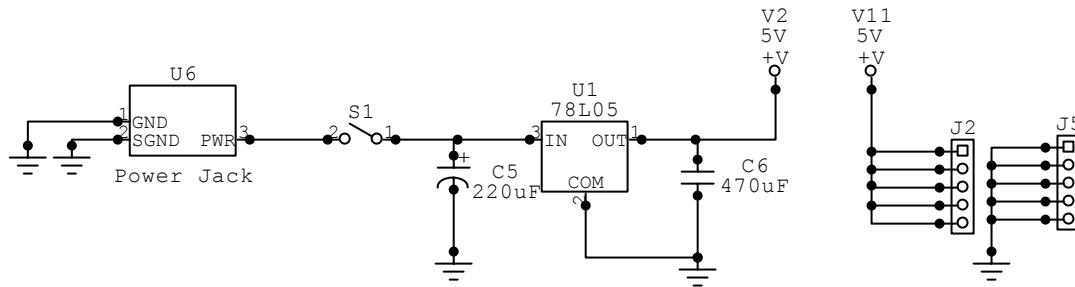 V2
5V
+V
V11
5V
+V
U6
1
GND
2
SGND
PWR
3
Power Jack
S1
2
1
+
C5
220uF
U1
78L05
3
IN
OUT
1
COM
2
C6
470uF
J2
J5